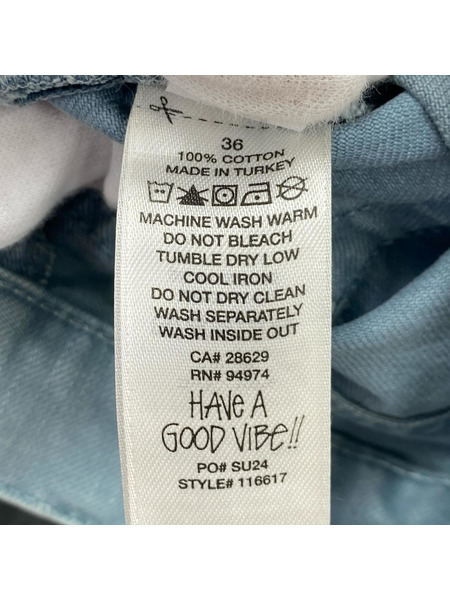 36
100% COTTON
MADE IN TURKEY
MACHINE WASH WARM
DO NOT BLEACH
TUMBLE DRY LOW
COOL IRON
DO NOT DRY CLEAN
WASH SEPARATELY
WASH INSIDE OUT
CA# 28629
RN# 94974
HAVE A
GOOD VIBE!!
PO# SU24
STYLE# 116617